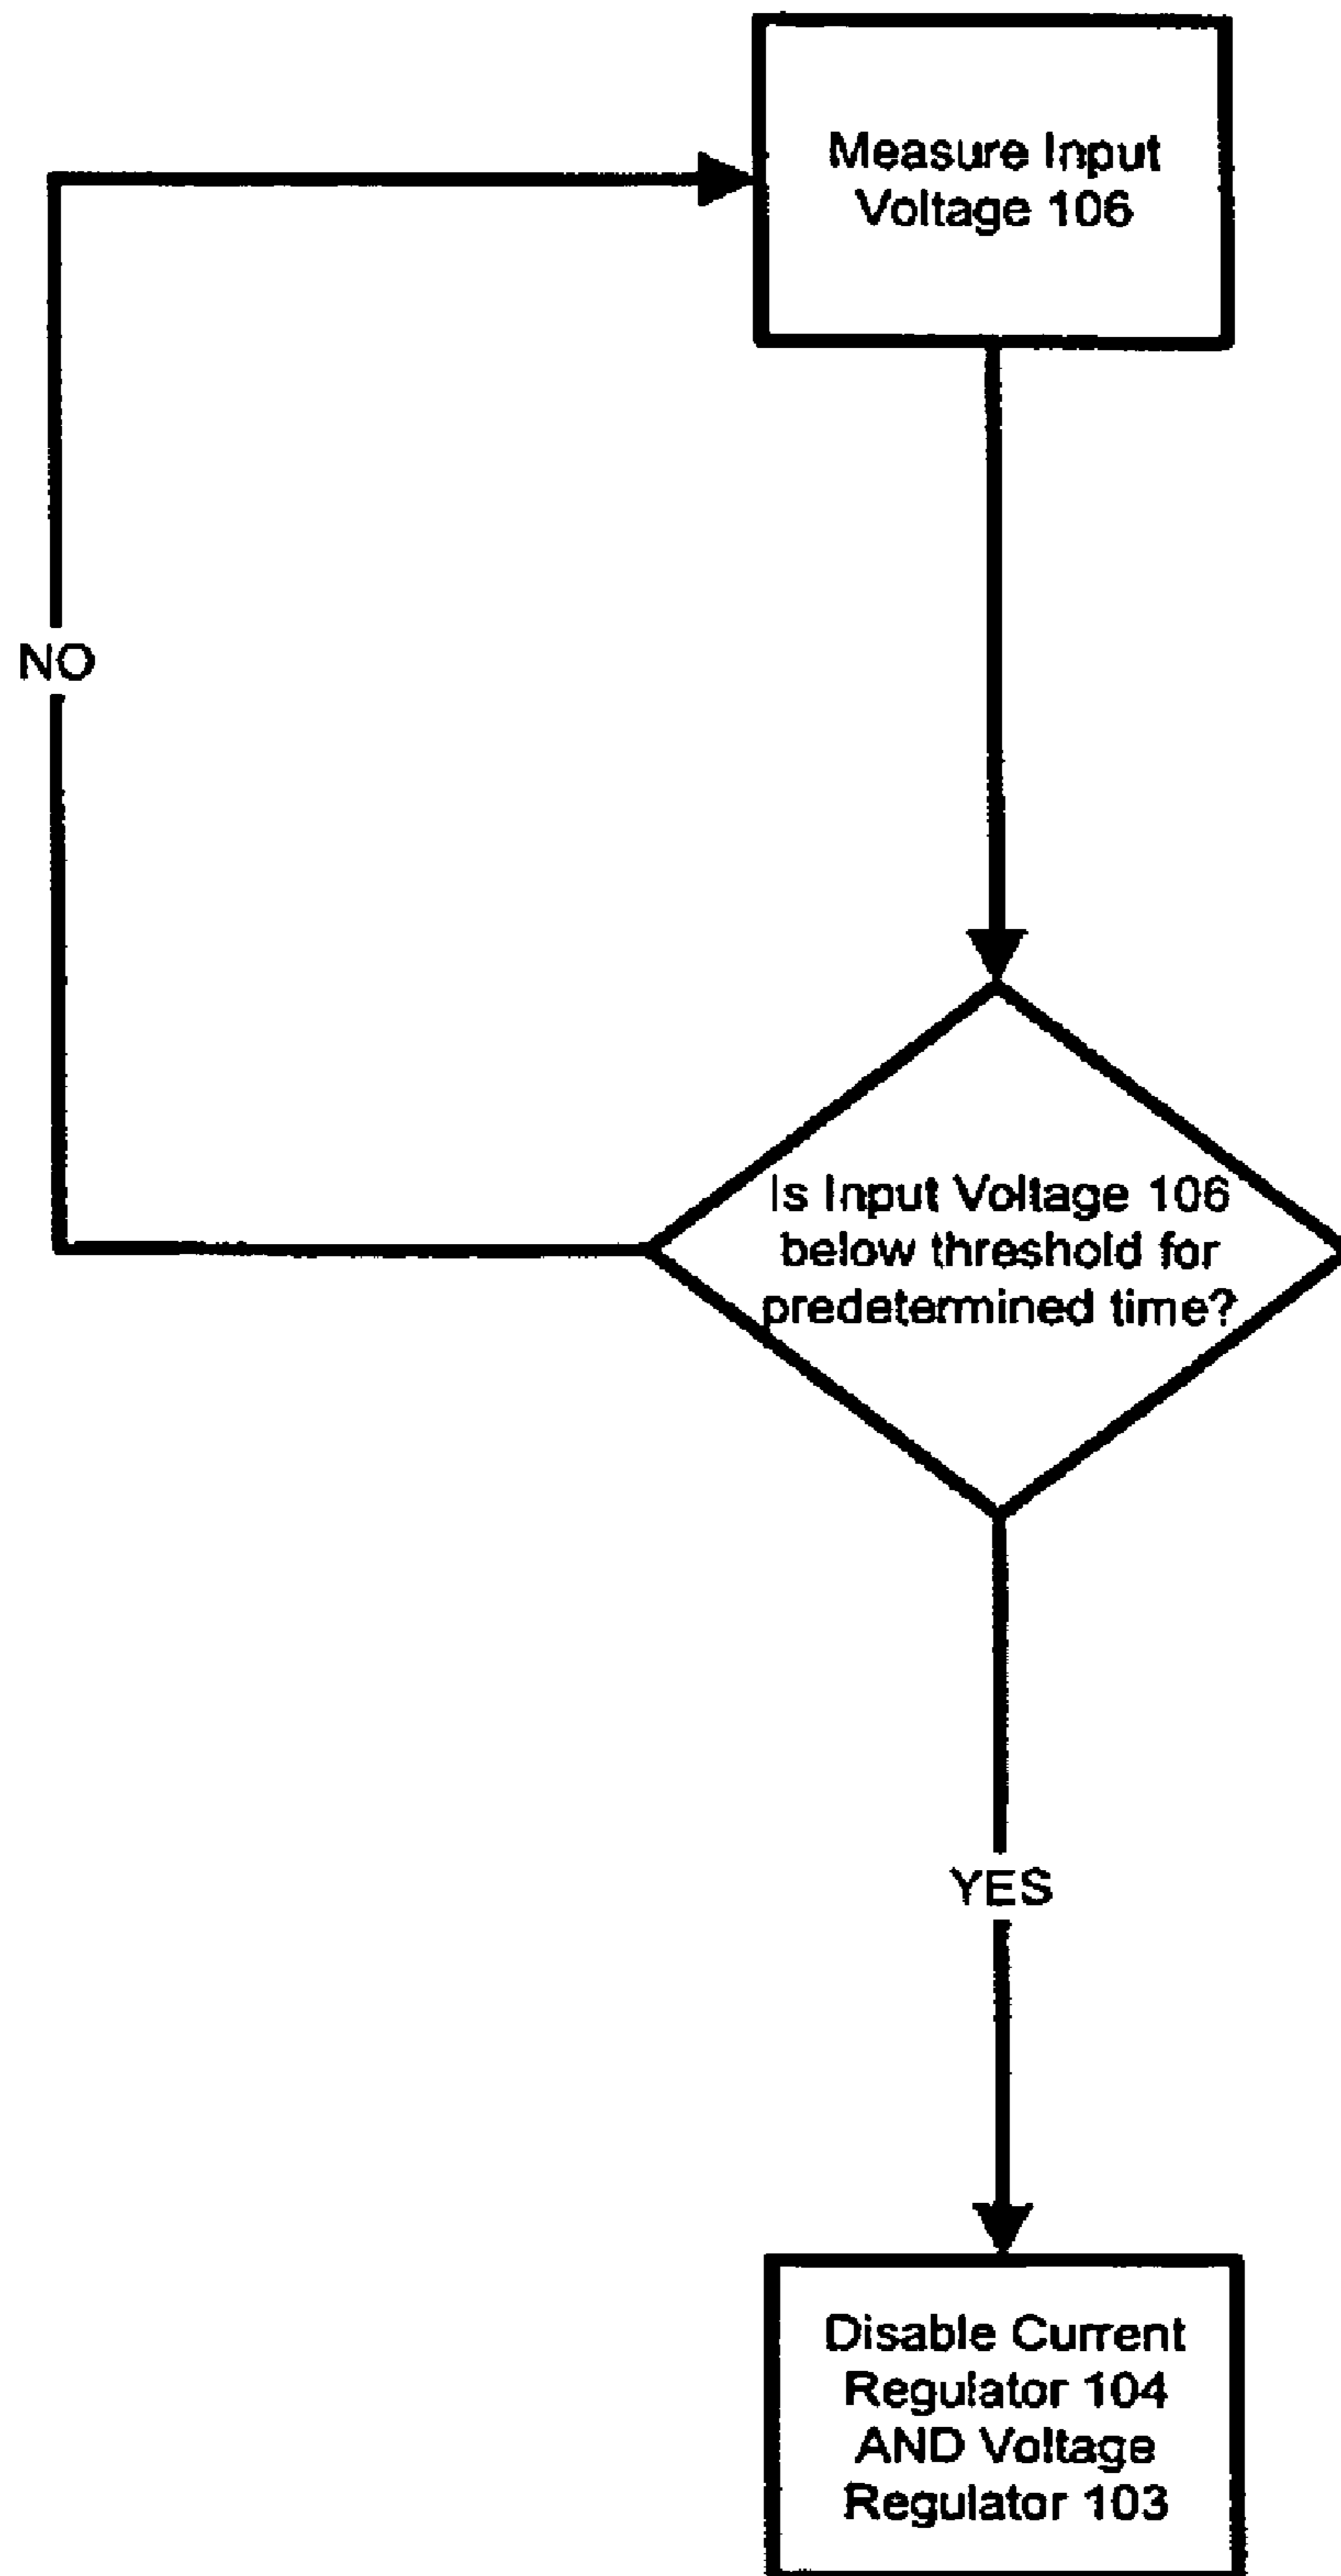 Measure Input
Voltage 106
NO
Is Input Voltage 106
below threshold for
predetermined time?
YES
Disable Current
Regulator 104
AND Voltage
Regulator 103